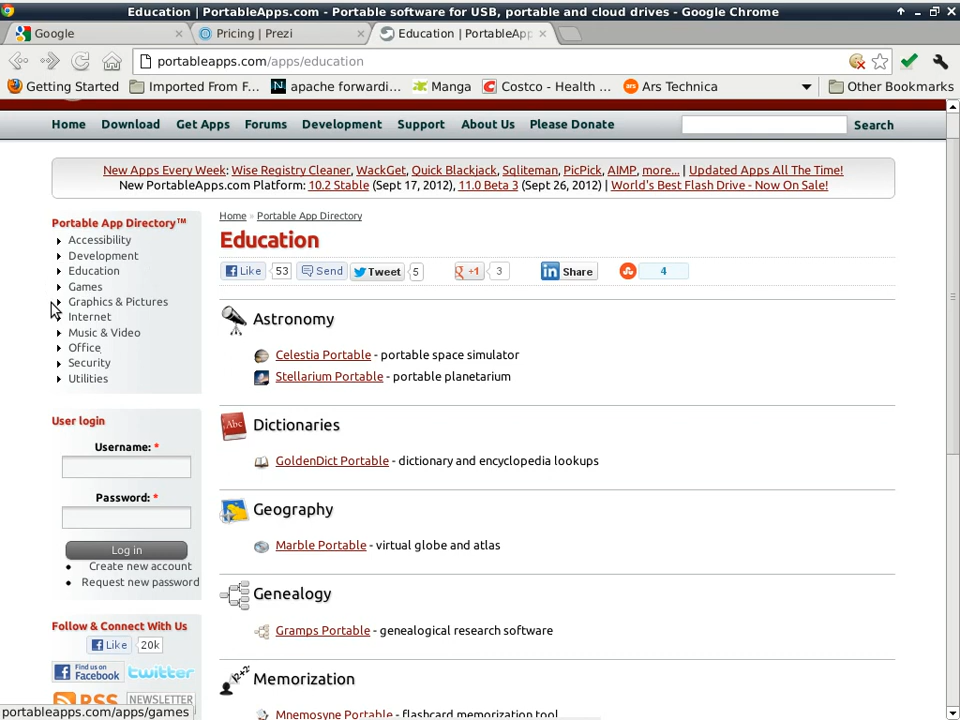 Education | PortableApps.com - Portable software for USB, portable and cloud drives - Google Chrome
Google
Pricing | Prezi
Education | PortableApp
portableapps.com/apps/education
Getting Started
Imported From F...
apache forwardi...
Manga
Costco - Health ...
Ars Technica
Other Bookmarks
Home Download Get Apps Forums Development Support About Us Please Donate Search
New Apps Every Week: Wise Registry Cleaner, WackGet, Quick Blackjack, Sqliteman, PicPick, AIMP, more... | Updated Apps All The Time!
New PortableApps.com Platform: 10.2 Stable (Sept 17, 2012), 11.0 Beta 3 (Sept 26, 2012) | World's Best Flash Drive - Now On Sale!
Portable App Directory™
Accessibility
Development
Education
Games
Graphics & Pictures
Internet
Music & Video
Office
Security
Utilities
User login
Username: *
Password: *
Log in
Create new account
Request new password
Follow & Connect With Us
Like 20k
Find us on Facebook
twitter
RSS
NEWSLETTER
Home » Portable App Directory
Education
Like 53 Send Tweet 5 +1 3 Share 4
Astronomy
Celestia Portable - portable space simulator
Stellarium Portable - portable planetarium
Abc
Dictionaries
GoldenDict Portable - dictionary and encyclopedia lookups
Geography
Marble Portable - virtual globe and atlas
Genealogy
Gramps Portable - genealogical research software
Memorization
Mnemosyne Portable - flashcard memorization tool
portableapps.com/apps/games